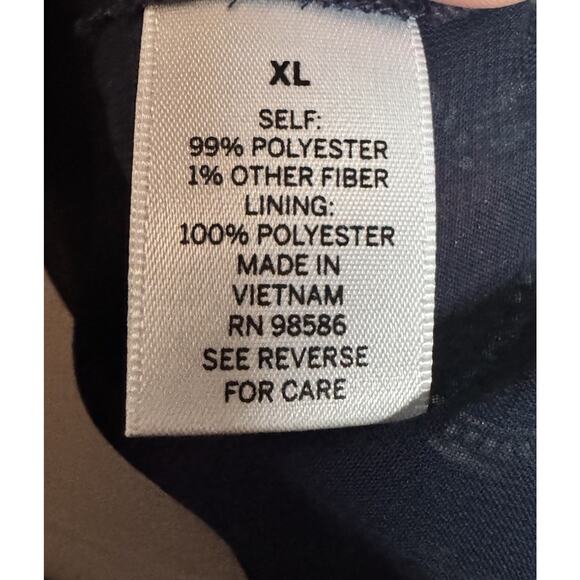 XL
SELF:
99% POLYESTER
1% OTHER FIBER
LINING:
100% POLYESTER
MADE IN
VIETNAM
RN 98586
SEE REVERSE
FOR CARE